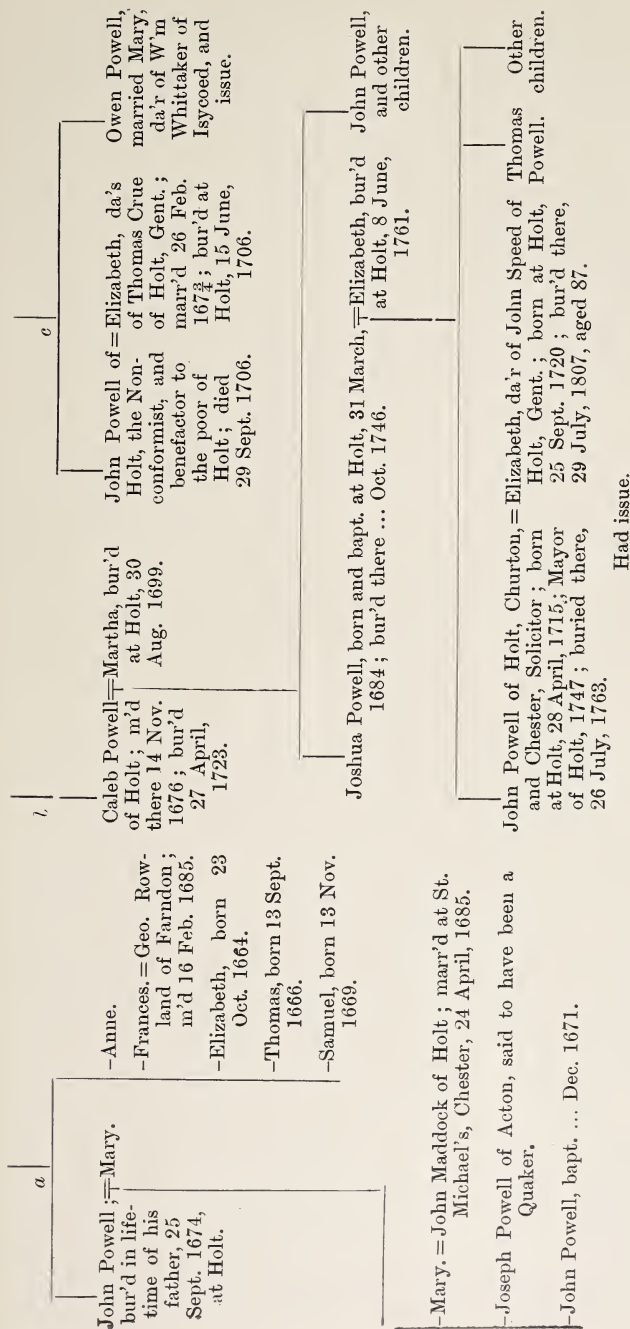 a
John Powell ; = Mary.
bur'd in life-
time of his
father, 25
Sept. 1674,
at Holt.
–Anne.
–Frances. = Geo. Row-
land of Farndon ;
m'd 16 Feb. 1685.
–Elizabeth, born 23
Oct. 1664.
–Thomas, born 13 Sept.
1666.
–Samuel, born 13 Nov.
1669.
–Mary. = John Maddock of Holt ; marr'd at St.
Michael's, Chester, 24 April, 1685.
–Joseph Powell of Acton, said to have been a
Quaker.
–John Powell, bapt. ... Dec. 1671.
l
Caleb Powell = Martha, bur'd
of Holt ; m'd at Holt, 30
there 14 Nov. Aug. 1699.
1676 ; bur'd
27 April,
1723.
c
John Powell of = Elizabeth, da's
Holt, the Non- of Thomas Crue
conformist, and of Holt, Gent. ;
benefactor to marr'd 26 Feb.
the poor of 167¾ ; bur'd at
Holt ; died Holt, 15 June,
29 Sept. 1706. 1706.
Owen Powell,
married Mary,
da'r of W'm
Whittaker of
Isycoed, and
issue.
Joshua Powell, born and bapt. at Holt, 31 March, = Elizabeth, bur'd
1684 ; bur'd there ... Oct. 1746. at Holt, 8 June,
1761.
John Powell,
and other
children.
John Powell of Holt, Churton, = Elizabeth, da'r of John Speed of
and Chester, Solicitor ; born Holt, Gent. ; born at Holt,
at Holt, 28 April, 1715 ; Mayor 25 Sept. 1720 ; bur'd there,
of Holt, 1747 ; buried there, 29 July, 1807, aged 87.
26 July, 1763.
Thomas
Powell.
Other
children.
Had issue.